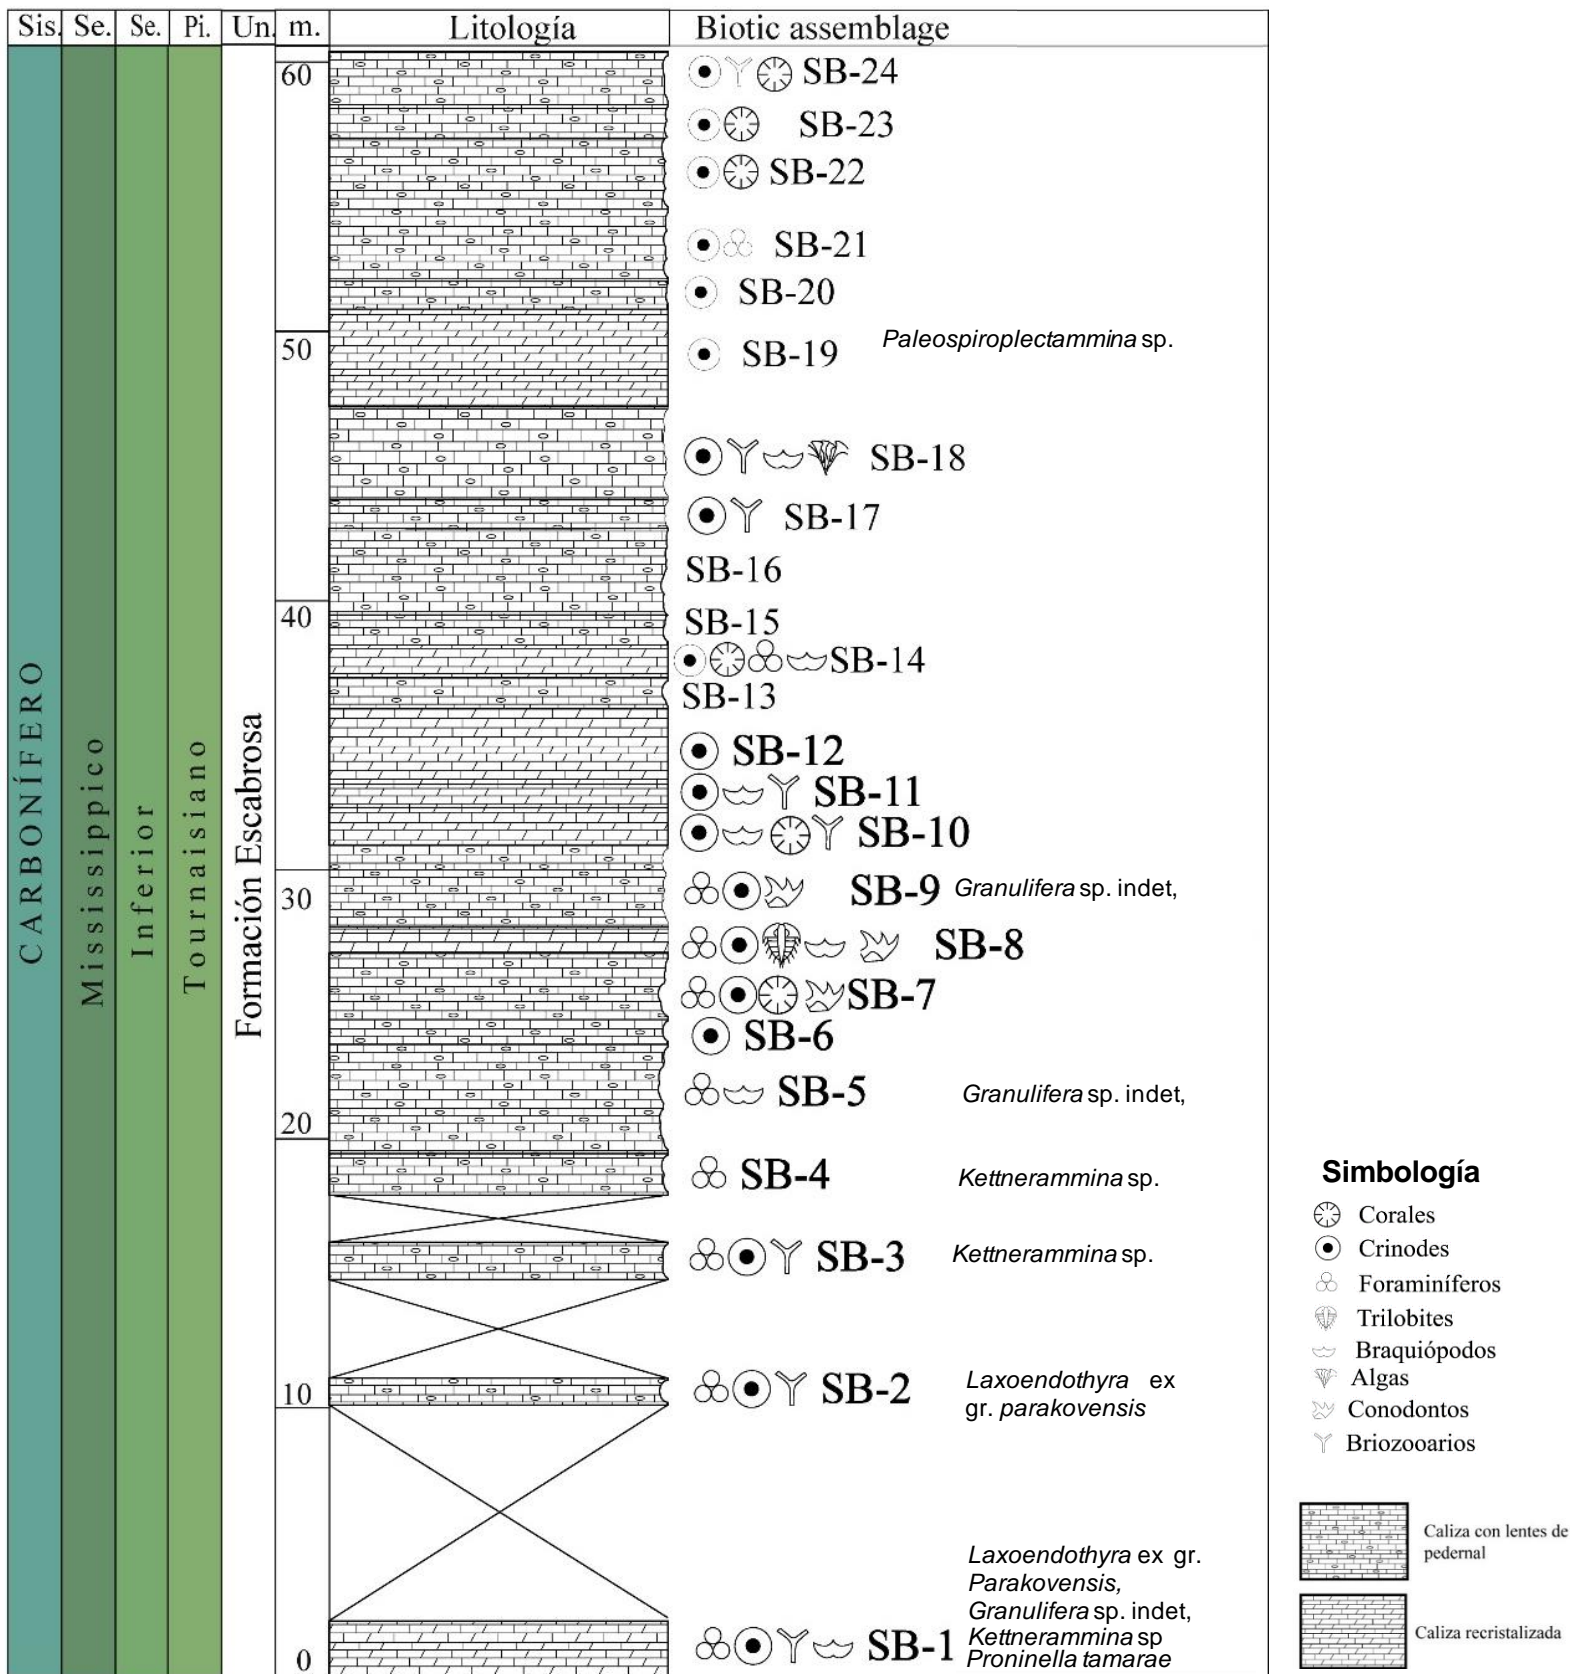 Sis. Se. Se. Pi. Un. m. Litología Biotic assemblage
CARBONÍFERO
Mississippico
Inferior
Tournaisiano
Formación Escabrosa
60
SB-24
SB-23
SB-22
SB-21
SB-20
50
SB-19 Paleospiroplectammina sp.
SB-18
SB-17
SB-16
40
SB-15
SB-14
SB-13
SB-12
SB-11
SB-10
30
SB-9 Granulifera sp. indet,
SB-8
SB-7
SB-6
SB-5 Granulifera sp. indet,
20
SB-4 Kettnerammina sp.
SB-3 Kettnerammina sp.
10
SB-2 Laxoendothyra ex
gr. parakovensis
Laxoendothyra ex gr.
Parakovensis,
Granulifera sp. indet,
SB-1 Kettnerammina sp
Proninella tamarae
0
Simbología
Corales
Crinodes
Foraminíferos
Trilobites
Braquiópodos
Algas
Conodontos
Briozooarios
Caliza con lentes de
pedernal
Caliza recristalizada